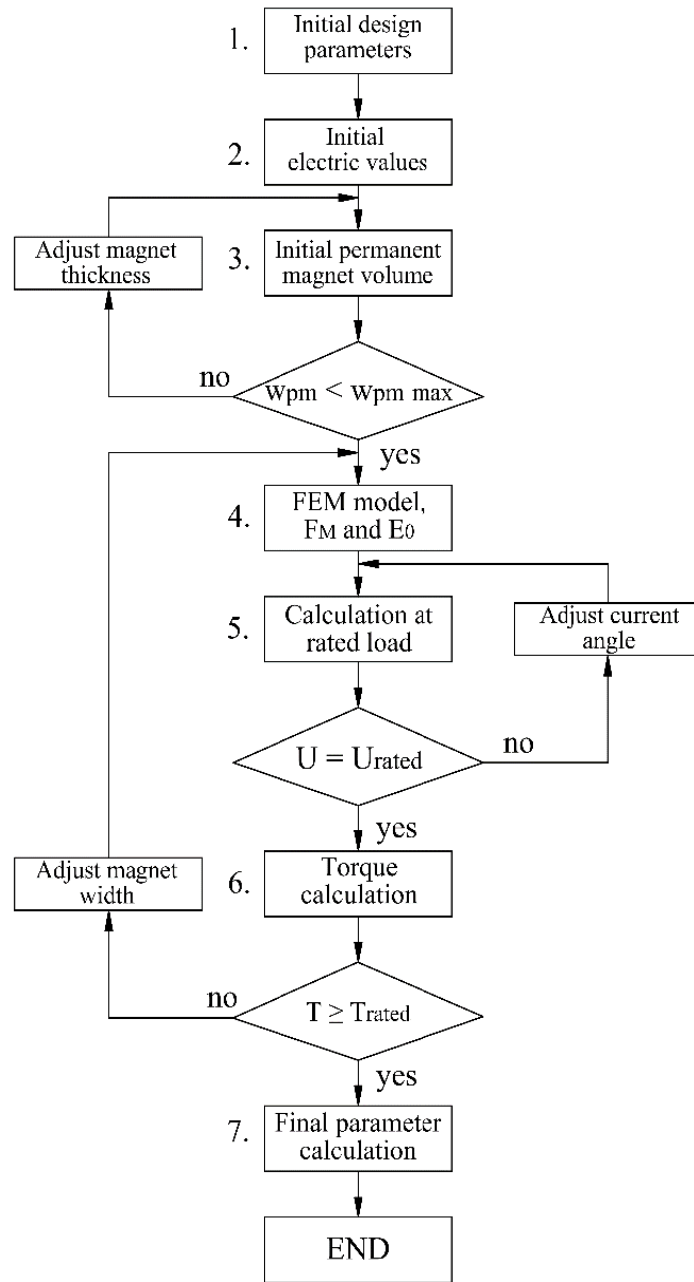 1.
Initial design
parameters
2.
Initial
electric values
Adjust magnet
thickness
3.
Initial permanent
magnet volume
no
wpm < wpm max
yes
4.
FEM model,
FM and E0
5.
Calculation at
rated load
Adjust current
angle
U = Urated
no
yes
Adjust magnet
width
6.
Torque
calculation
no
T ≥ Trated
yes
7.
Final parameter
calculation
END